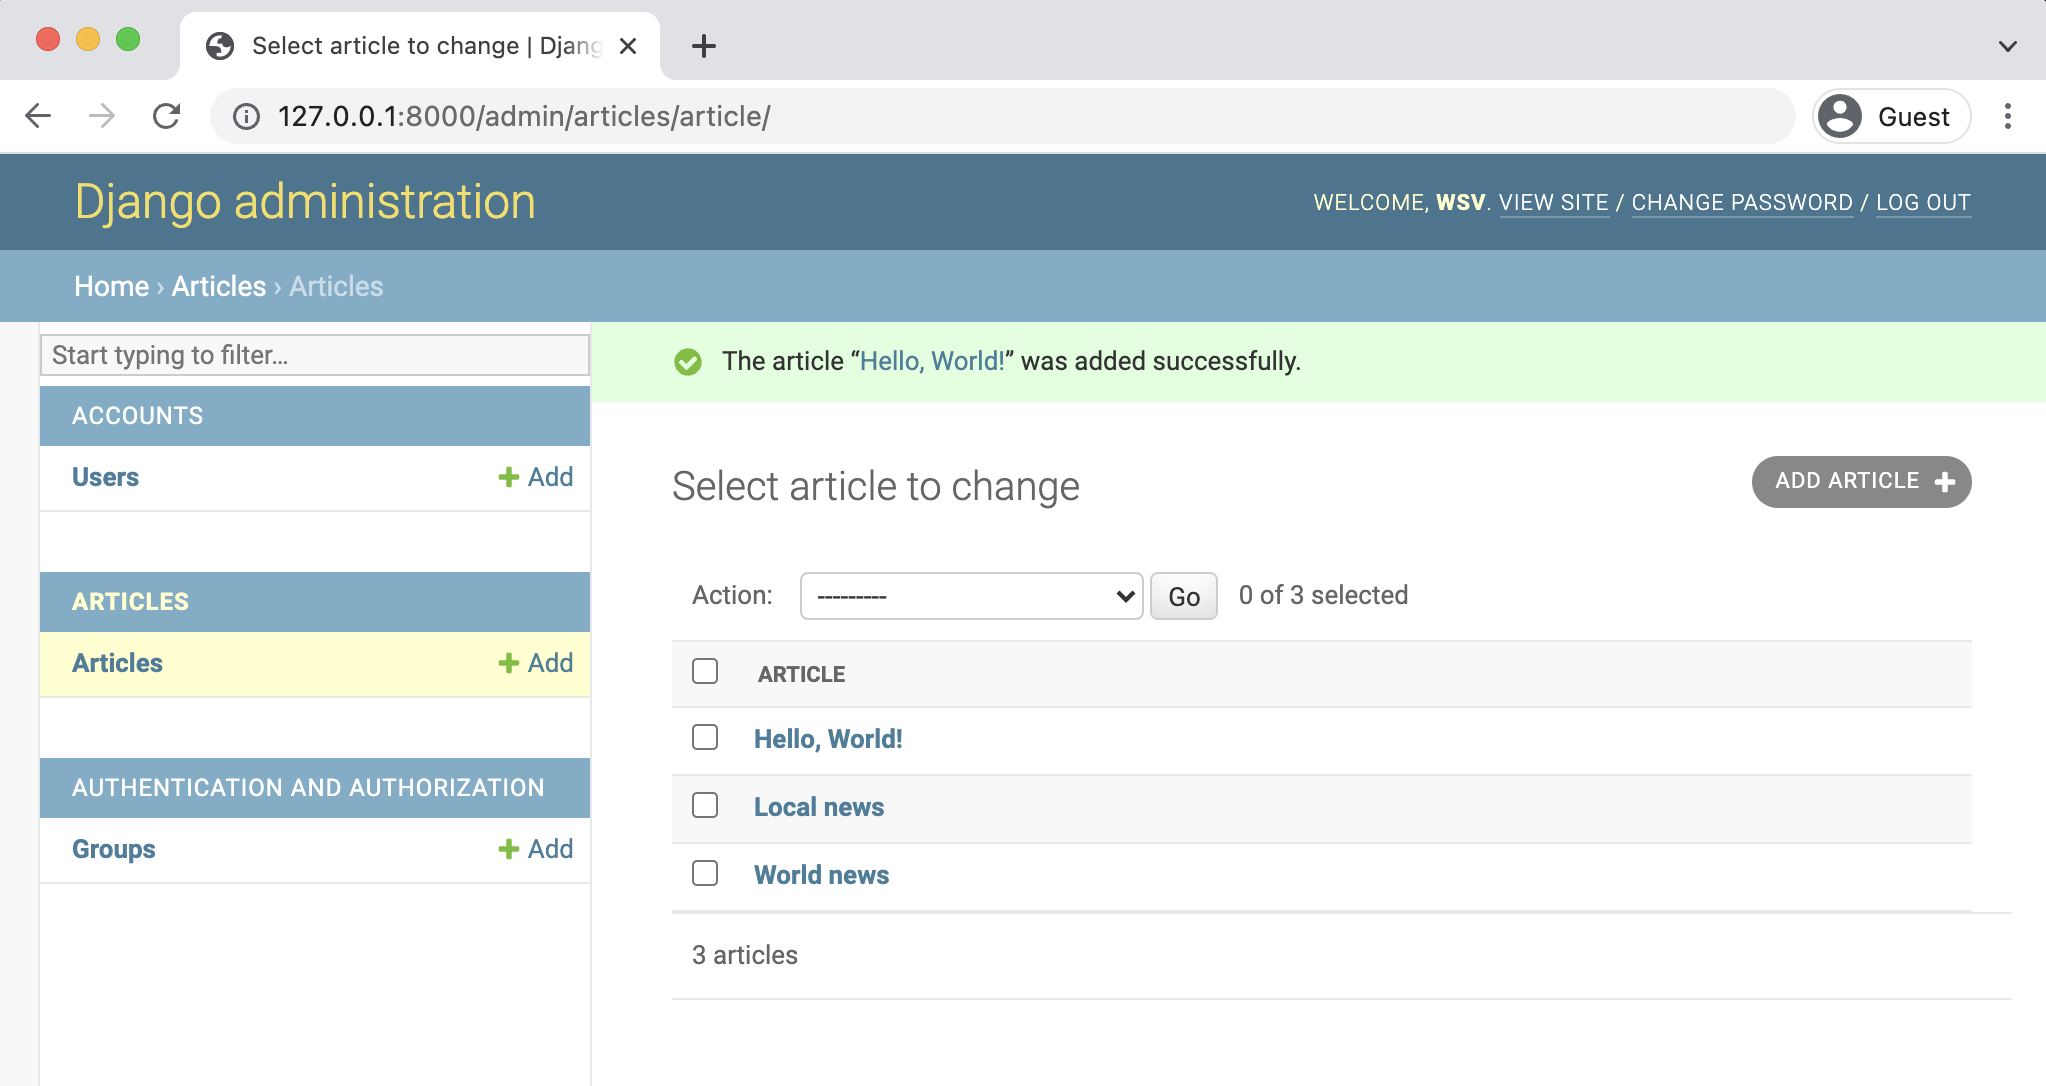 Select article to change | Djang
127.0.0.1:8000/admin/articles/article/
Guest
Django administration
WELCOME, WSV. VIEW SITE / CHANGE PASSWORD / LOG OUT
Home › Articles › Articles
Start typing to filter...
ACCOUNTS
Users
Add
ARTICLES
Articles
Add
AUTHENTICATION AND AUTHORIZATION
Groups
Add
The article “Hello, World!” was added successfully.
Select article to change
ADD ARTICLE
Action:
---------
Go
0 of 3 selected
ARTICLE
Hello, World!
Local news
World news
3 articles